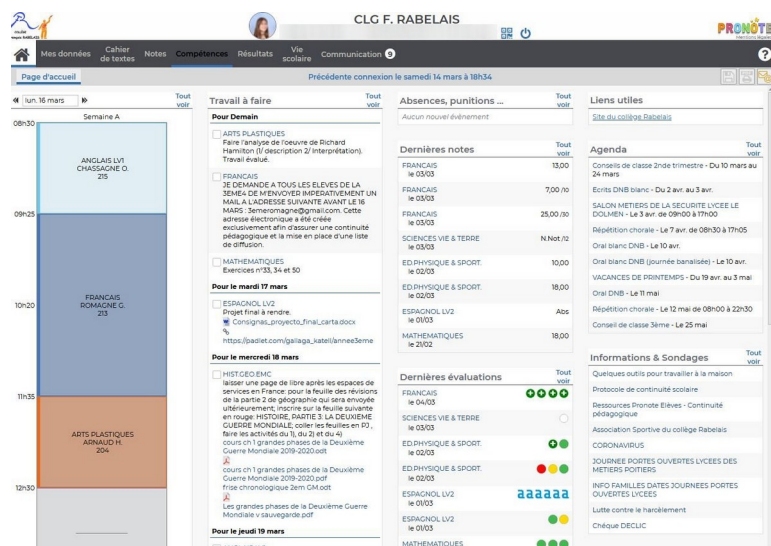 CLG F. RABELAIS
PRONOTE
Mentions légales
Mes données
Cahier de textes
Notes
Compétences
Résultats
Vie scolaire
Communication 9
?
Page d'accueil
Précédente connexion le samedi 14 mars à 18h34
lun. 16 mars
Tout voir
Semaine A
08h30
ANGLAIS LV1
CHASSAGNE O.
215
09h25
10h20
FRANCAIS
ROMAGNE G.
213
11h35
ARTS PLASTIQUES
ARNAUD H.
204
12h30
Travail à faire
Tout voir
Pour Demain
ARTS PLASTIQUES
Faire l'analyse de l'oeuvre de Richard
Hamilton (1/ description 2/ Interprétation).
Travail évalué.
FRANCAIS
JE DEMANDE A TOUS LES ELEVES DE LA
3EME4 DE M'ENVOYER IMPERATIVEMENT UN
MAIL A L'ADRESSE SUIVANTE AVANT LE 16
MARS : 3emeromagne@gmail.com. Cette
adresse électronique a été créée
exclusivement afin d'assurer une continuité
pédagogique et la mise en place d'une liste
de diffusion.
MATHEMATIQUES
Exercices n°33, 34 et 50
Pour le mardi 17 mars
ESPAGNOL LV2
Projet final à rendre.
Consignas_proyecto_final_carta.docx
https://padlet.com/gallaga_kateli/annee3eme
Pour le mercredi 18 mars
HIST.GEO.EMC
laisser une page de libre après les espaces de
services en France: pour la feuille des révisions
de la partie 2 de géographie qui sera envoyée
ultérieurement; inscrire sur la feuille suivante
en rouge: HISTOIRE, PARTIE 3: LA DEUXIEME
GUERRE MONDIALE; coller les feuilles en PJ ,
faire les activités du 1), du 2) et du 4)
cours ch 1 grandes phases de la Deuxième
Guerre Mondiale 2019-2020.odt
cours ch 1 grandes phases de la Deuxième
Guerre Mondiale 2019-2020.pdf
frise chronologique 2em GM.odt
Les grandes phases de la Deuxième Guerre
Mondiale v sauvegarde.pdf
Pour le jeudi 19 mars
Absences, punitions ...
Tout voir
Aucun nouvel évènement
Dernières notes
Tout voir
FRANCAIS 13,00
le 03/03
FRANCAIS 7,00 /10
le 03/03
FRANCAIS 25,00 /30
le 03/03
SCIENCES VIE & TERRE N.Not /12
le 03/03
ED.PHYSIQUE & SPORT. 10,00
le 02/03
ED.PHYSIQUE & SPORT. 18,00
le 02/03
ESPAGNOL LV2 Abs
le 01/03
MATHEMATIQUES 18,00
le 21/02
Dernières évaluations
Tout voir
FRANCAIS
le 04/03
SCIENCES VIE & TERRE
le 03/03
ED.PHYSIQUE & SPORT.
le 02/03
ED.PHYSIQUE & SPORT.
le 02/03
ESPAGNOL LV2 aaaaaa
le 01/03
ESPAGNOL LV2
le 01/03
MATHEMATIQUES
Liens utiles
Site du collège Rabelais
Agenda
Tout voir
Conseils de classe 2nde trimestre - Du 10 mars au
24 mars
Ecrits DNB blanc - Du 2 avr. au 3 avr.
SALON METIERS DE LA SECURITE LYCEE LE
DOLMEN - Le 3 avr. de 09h00 à 17h00
Répétition chorale - Le 7 avr. de 08h30 à 17h05
Oral blanc DNB - Le 10 avr.
Oral blanc DNB (journée banalisée) - Le 10 avr.
VACANCES DE PRINTEMPS - Du 19 avr. au 3 mai
Oral DNB - Le 11 mai
Répétition chorale - Le 12 mai de 08h00 à 22h30
Conseil de classe 3ème - Le 25 mai
Informations & Sondages
Tout voir
Quelques outils pour travailler à la maison
Protocole de continuité scolaire
Ressources Pronote Elèves - Continuité
pédagogique
Association Sportive du collège Rabelais
CORONAVIRUS
JOURNEE PORTES OUVERTES LYCEES DES
METIERS POITIERS
INFO FAMILLES DATES JOURNEES PORTES
OUVERTES LYCEES
Lutte contre le harcèlement
Chèque DECLIC